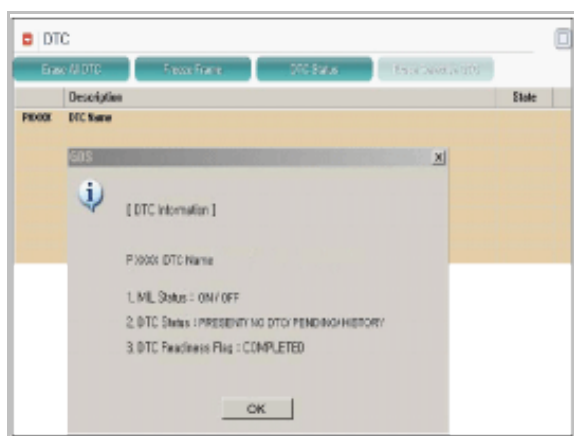 DTC
Erase All DTC Freeze Frame DTC Status
Description State
PXXXX DTC Name
GDS
[ DTC Information ]
PXXXX DTC Name
1. MIL Status : ON / OFF
2. DTC Status : PRESENT/ NO DTC/ PENDING/HISTORY
3. DTC Readiness Flag : COMPLETED
OK